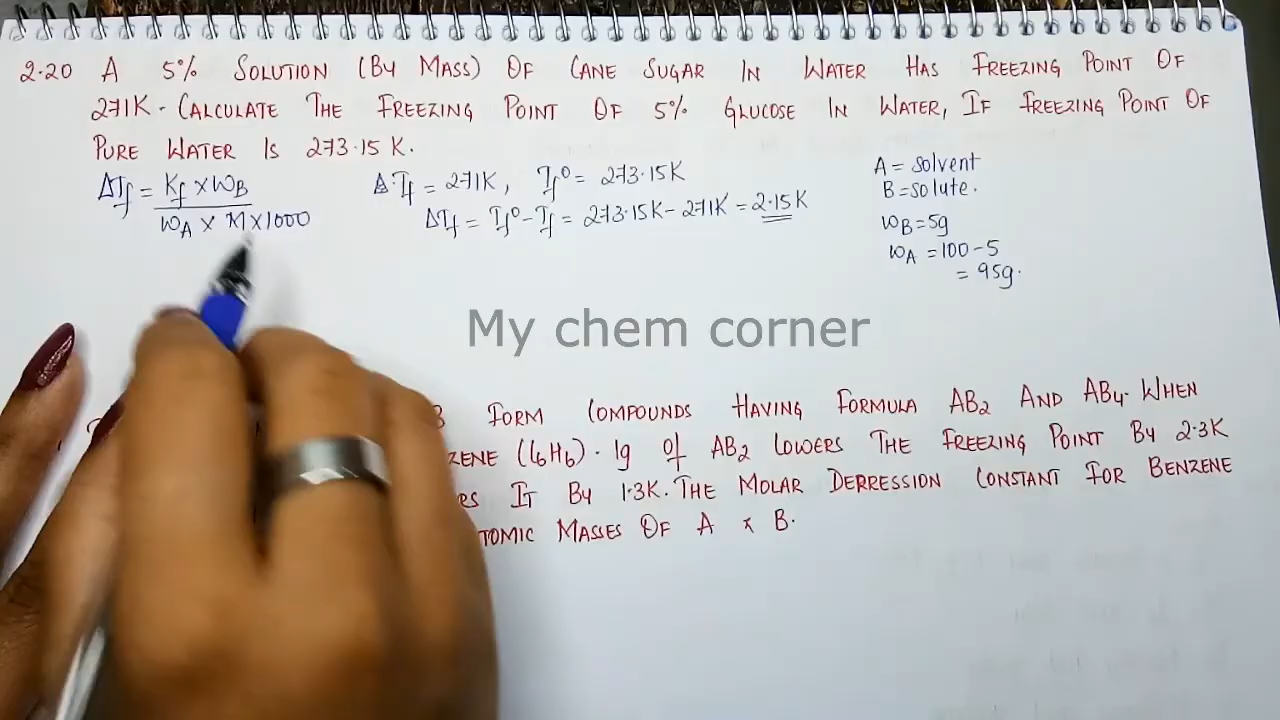 2.20 A 5% SOLUTION (BY MASS) OF CANE SUGAR IN WATER HAS FREEZING POINT OF
271K. CALCULATE THE FREEZING POINT OF 5% GLUCOSE IN WATER, IF FREEZING POINT OF
PURE WATER IS 273.15 K.
ΔTf = Kf × WB
WA × M × 1000
ΔTf = 271K, Tf° = 273.15K
ΔTf = Tf° - Tf = 273.15K - 271K = 2.15K
A = solvent
B = solute.
WB = 5g
WA = 100 - 5
= 95g.
My chem corner
B FORM COMPOUNDS HAVING FORMULA AB2 AND AB4. WHEN
ZENE (C6H6). 1g of AB2 LOWERS THE FREEZING POINT BY 2.3K
ES IT BY 1.3K. THE MOLAR DERRESSION CONSTANT FOR BENZENE
TOMIC MASSES OF A & B.